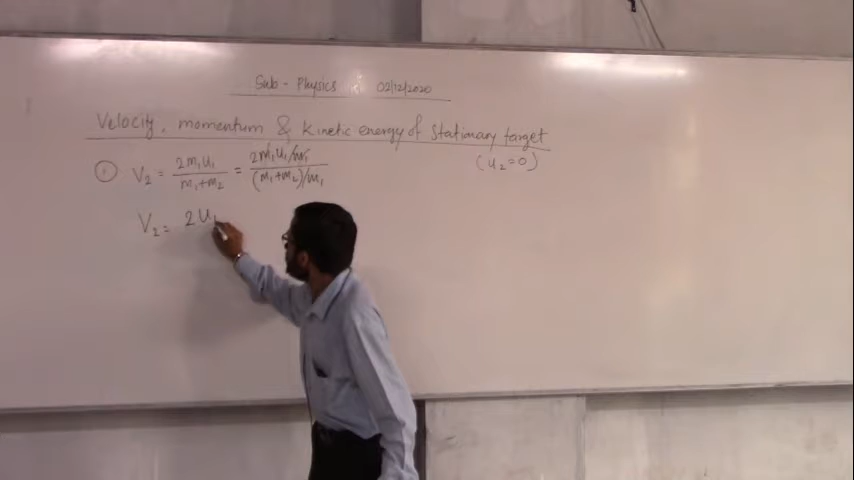 Sub - Physics 02/12/2020
Velocity, momentum & kinetic energy of stationary target
(u₂=0)
① V₂ = 2m₁u₁ / m₁+m₂ = 2m₁u₁/m₁ / (m₁+m₂)/m₁
V₂ = 2u₁